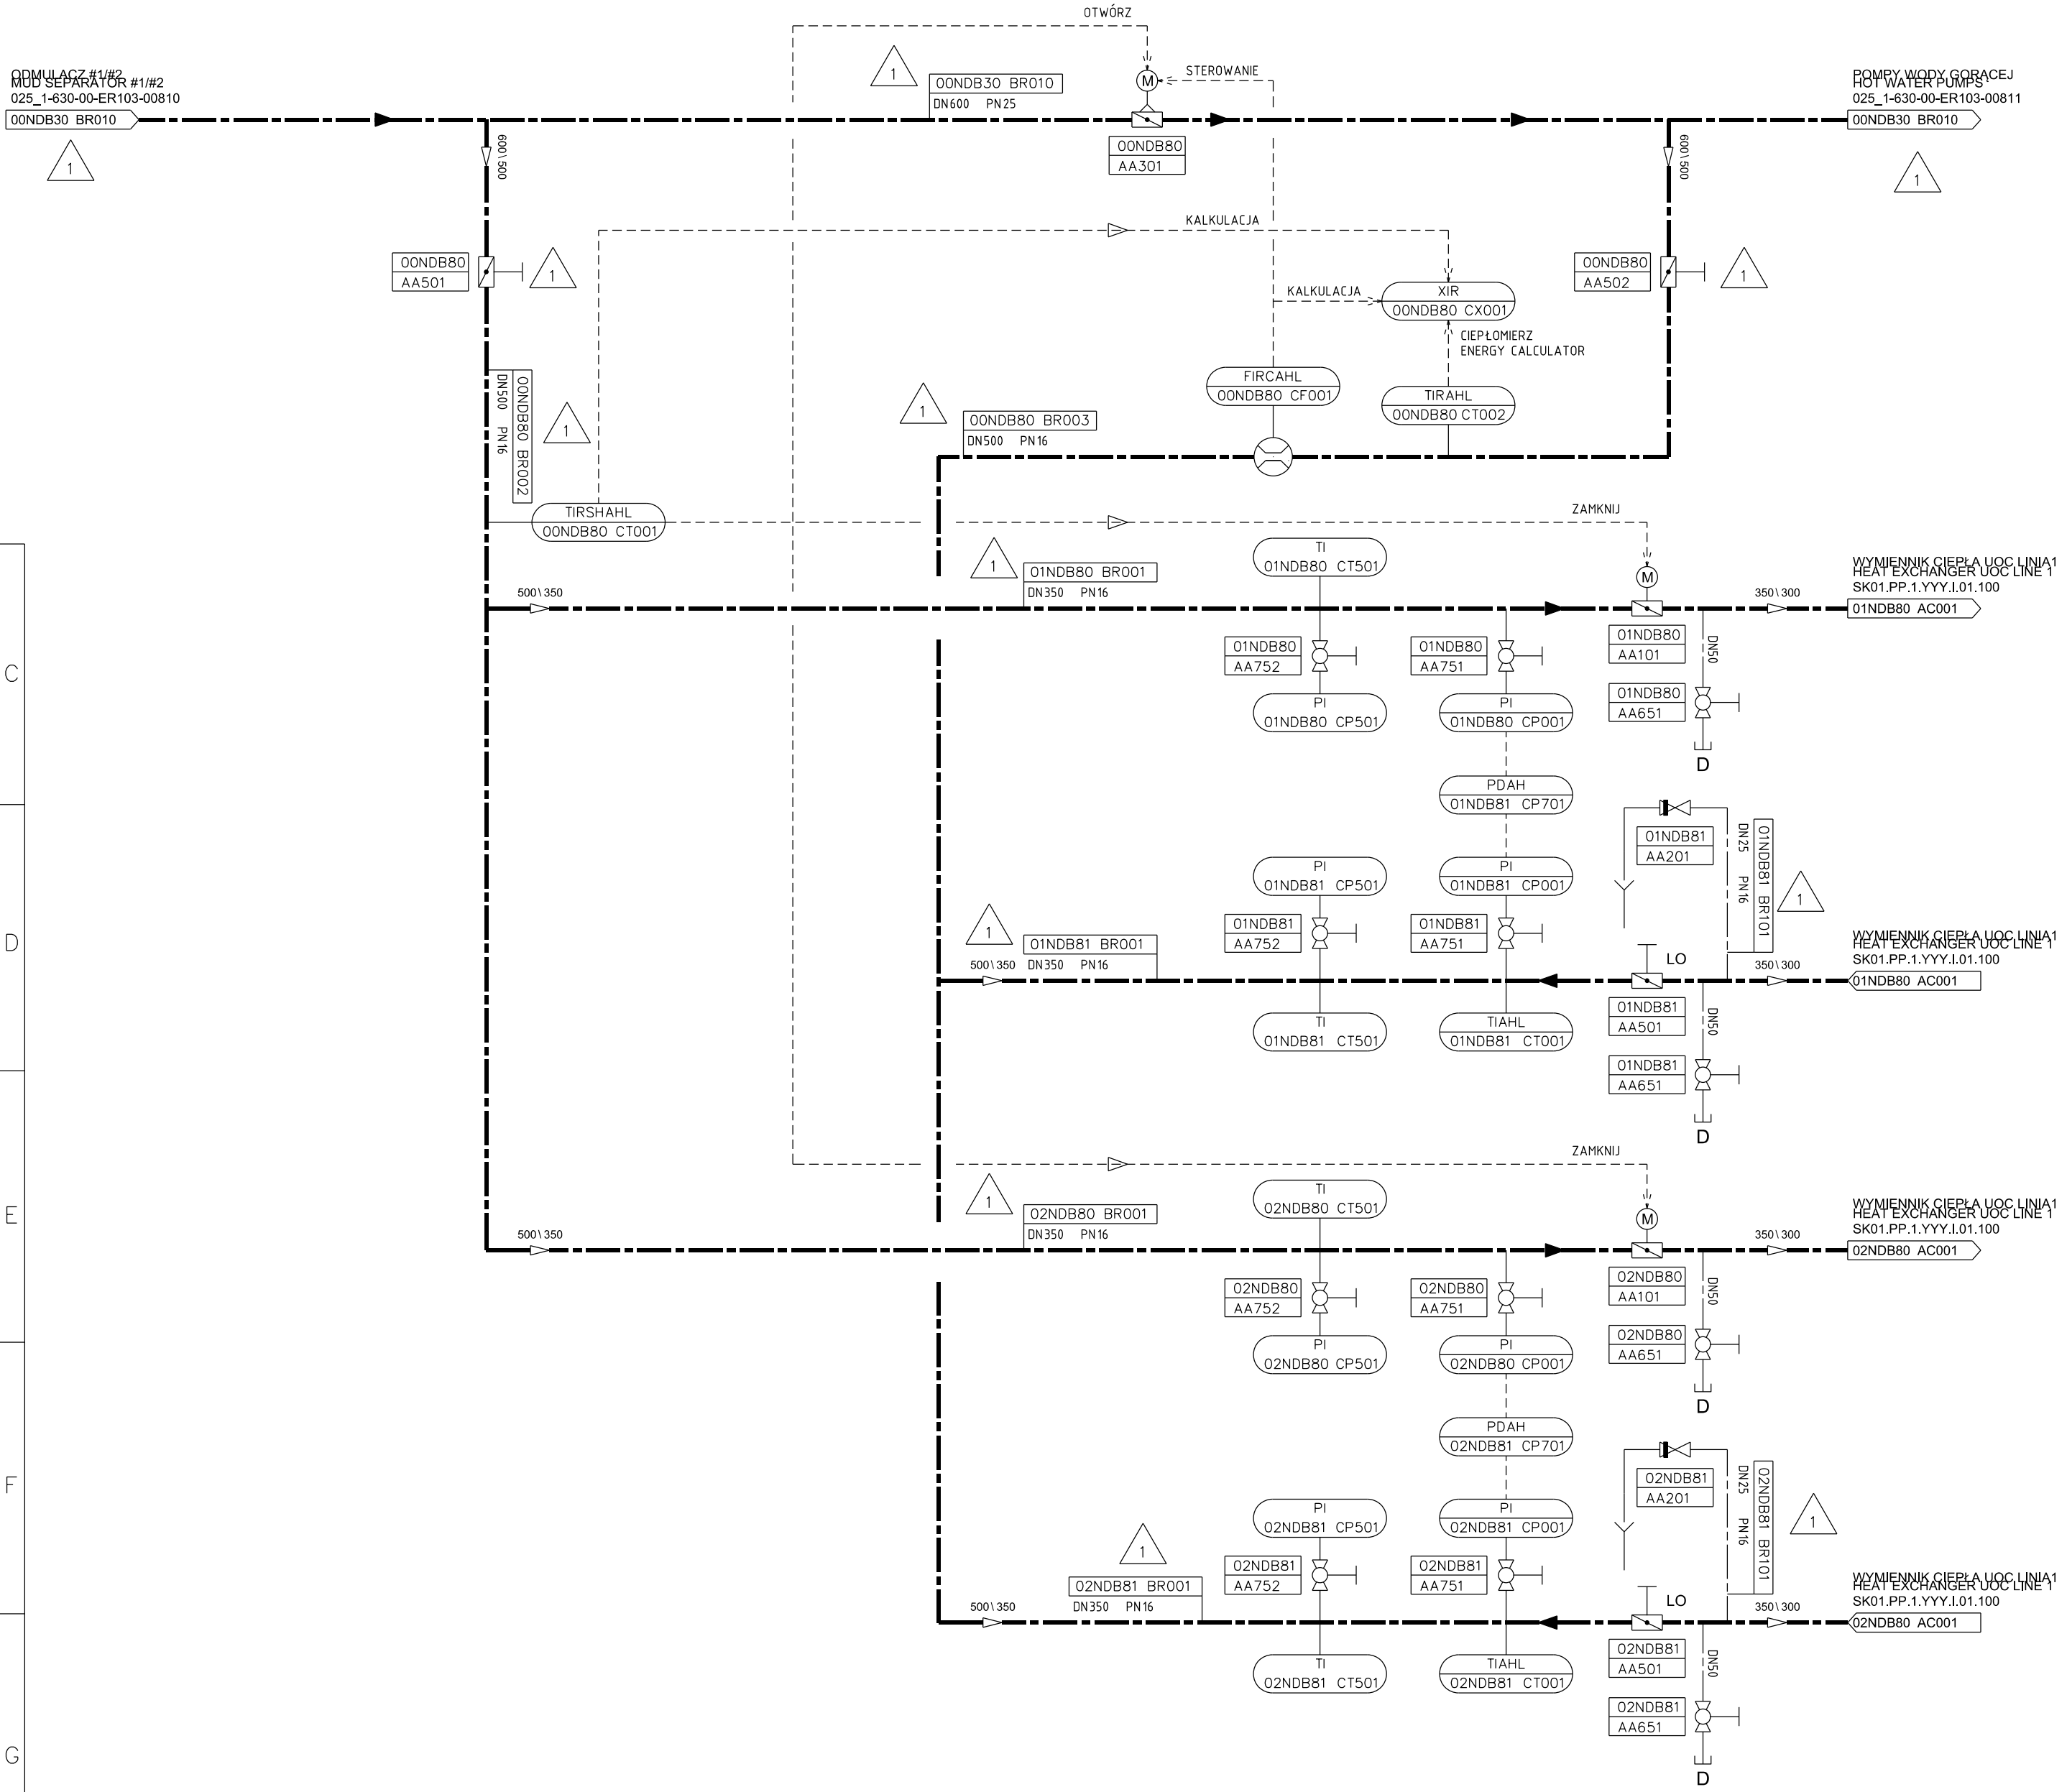 OTWÓRZ
STEROWANIE
M
1
ODMULACZ #1/#2
MUD SEPARATOR #1/#2
025_1-630-00-ER103-00810
00NDB30 BR010
1
00NDB30 BR010
DN600 PN25
00NDB80
AA301
POMPY WODY GORĄCEJ
HOT WATER PUMPS
025_1-630-00-ER103-00811
00NDB30 BR010
1
600\500
600\500
KALKULACJA
00NDB80
AA501
1
00NDB80
AA502
1
KALKULACJA
XIR
00NDB80 CX001
CIEPŁOMIERZ
ENERGY CALCULATOR
FIRCAHL
00NDB80 CF001
TIRAHL
00NDB80 CT002
00NDB80 BR002
DN500 PN16
1
1
00NDB80 BR003
DN500 PN16
TIRSHAHL
00NDB80 CT001
ZAMKNIJ
C
500\350
1
01NDB80 BR001
DN350 PN16
TI
01NDB80 CT501
M
350\300
WYMIENNIK CIEPŁA UOC LINIA1
HEAT EXCHANGER UOC LINE 1
SK01.PP.1.YYY.I.01.100
01NDB80 AC001
01NDB80
AA752
01NDB80
AA751
01NDB80
AA101
DN50
PI
01NDB80 CP501
PI
01NDB80 CP001
01NDB80
AA651
D
PDAH
01NDB81 CP701
D
01NDB81
AA201
DN25 PN16
01NDB81 BR101
1
PI
01NDB81 CP501
PI
01NDB81 CP001
01NDB81
AA752
01NDB81
AA751
1
01NDB81 BR001
DN350 PN16
500\350
LO
350\300
WYMIENNIK CIEPŁA UOC LINIA1
HEAT EXCHANGER UOC LINE 1
SK01.PP.1.YYY.I.01.100
01NDB80 AC001
TI
01NDB81 CT501
TIAHL
01NDB81 CT001
01NDB81
AA501
DN50
01NDB81
AA651
D
E
ZAMKNIJ
500\350
1
02NDB80 BR001
DN350 PN16
TI
02NDB80 CT501
M
350\300
WYMIENNIK CIEPŁA UOC LINIA1
HEAT EXCHANGER UOC LINE 1
SK01.PP.1.YYY.I.01.100
02NDB80 AC001
02NDB80
AA752
02NDB80
AA751
02NDB80
AA101
DN50
PI
02NDB80 CP501
PI
02NDB80 CP001
02NDB80
AA651
D
F
PDAH
02NDB81 CP701
02NDB81
AA201
DN25 PN16
02NDB81 BR101
1
PI
02NDB81 CP501
PI
02NDB81 CP001
02NDB81
AA752
02NDB81
AA751
1
02NDB81 BR001
DN350 PN16
500\350
LO
350\300
WYMIENNIK CIEPŁA UOC LINIA1
HEAT EXCHANGER UOC LINE 1
SK01.PP.1.YYY.I.01.100
02NDB80 AC001
TI
02NDB81 CT501
TIAHL
02NDB81 CT001
02NDB81
AA501
DN50
02NDB81
AA651
D
G